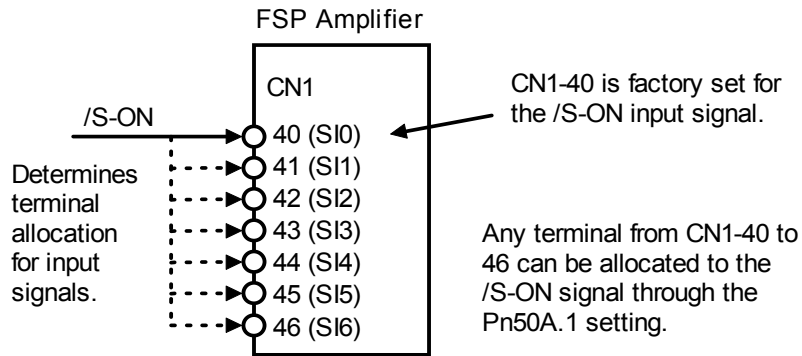 FSP Amplifier
CN1
/S-ON
40 (SI0)
41 (SI1)
42 (SI2)
43 (SI3)
44 (SI4)
45 (SI5)
46 (SI6)
Determines
terminal
allocation
for input
signals.
CN1-40 is factory set for
the /S-ON input signal.
Any terminal from CN1-40 to
46 can be allocated to the
/S-ON signal through the
Pn50A.1 setting.